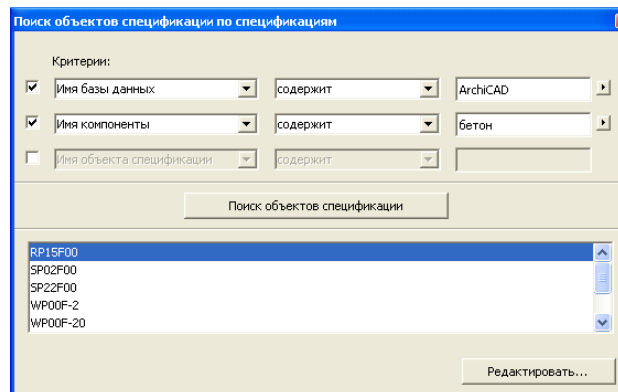 Поиск объектов спецификации по спецификациям
Критерии:
Имя базы данных содержит ArchiCAD
Имя компоненты содержит бетон
Имя объекта спецификации содержит
Поиск объектов спецификации
RP15F00
SP02F00
SP22F00
WP00F-2
WP00F-20
Редактировать...